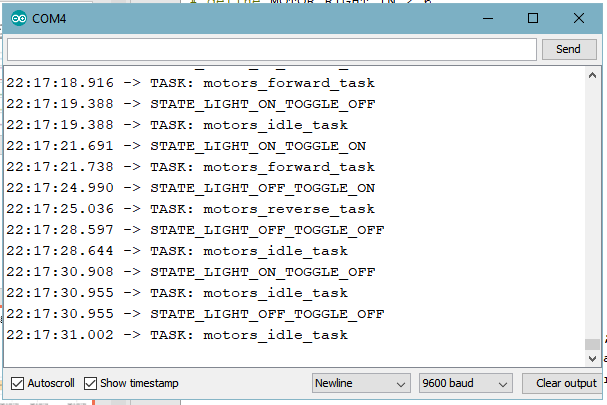 COM4
Send
22:17:18.916 -> TASK: motors_forward_task
22:17:19.388 -> STATE_LIGHT_ON_TOGGLE_OFF
22:17:19.388 -> TASK: motors_idle_task
22:17:21.691 -> STATE_LIGHT_ON_TOGGLE_ON
22:17:21.738 -> TASK: motors_forward_task
22:17:24.990 -> STATE_LIGHT_OFF_TOGGLE_ON
22:17:25.036 -> TASK: motors_reverse_task
22:17:28.597 -> STATE_LIGHT_OFF_TOGGLE_OFF
22:17:28.644 -> TASK: motors_idle_task
22:17:30.908 -> STATE_LIGHT_ON_TOGGLE_OFF
22:17:30.955 -> TASK: motors_idle_task
22:17:30.955 -> STATE_LIGHT_OFF_TOGGLE_OFF
22:17:31.002 -> TASK: motors_idle_task
Autoscroll Show timestamp Newline 9600 baud Clear output